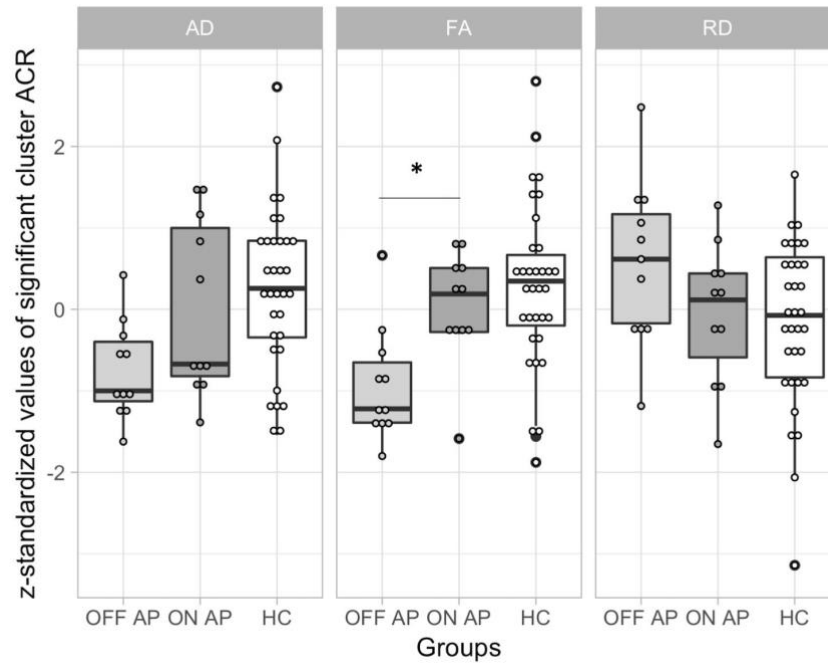 AD FA RD
z-standardized values of significant cluster ACR
2
0
-2
*
OFF AP ON AP HC OFF AP ON AP HC OFF AP ON AP HC
Groups